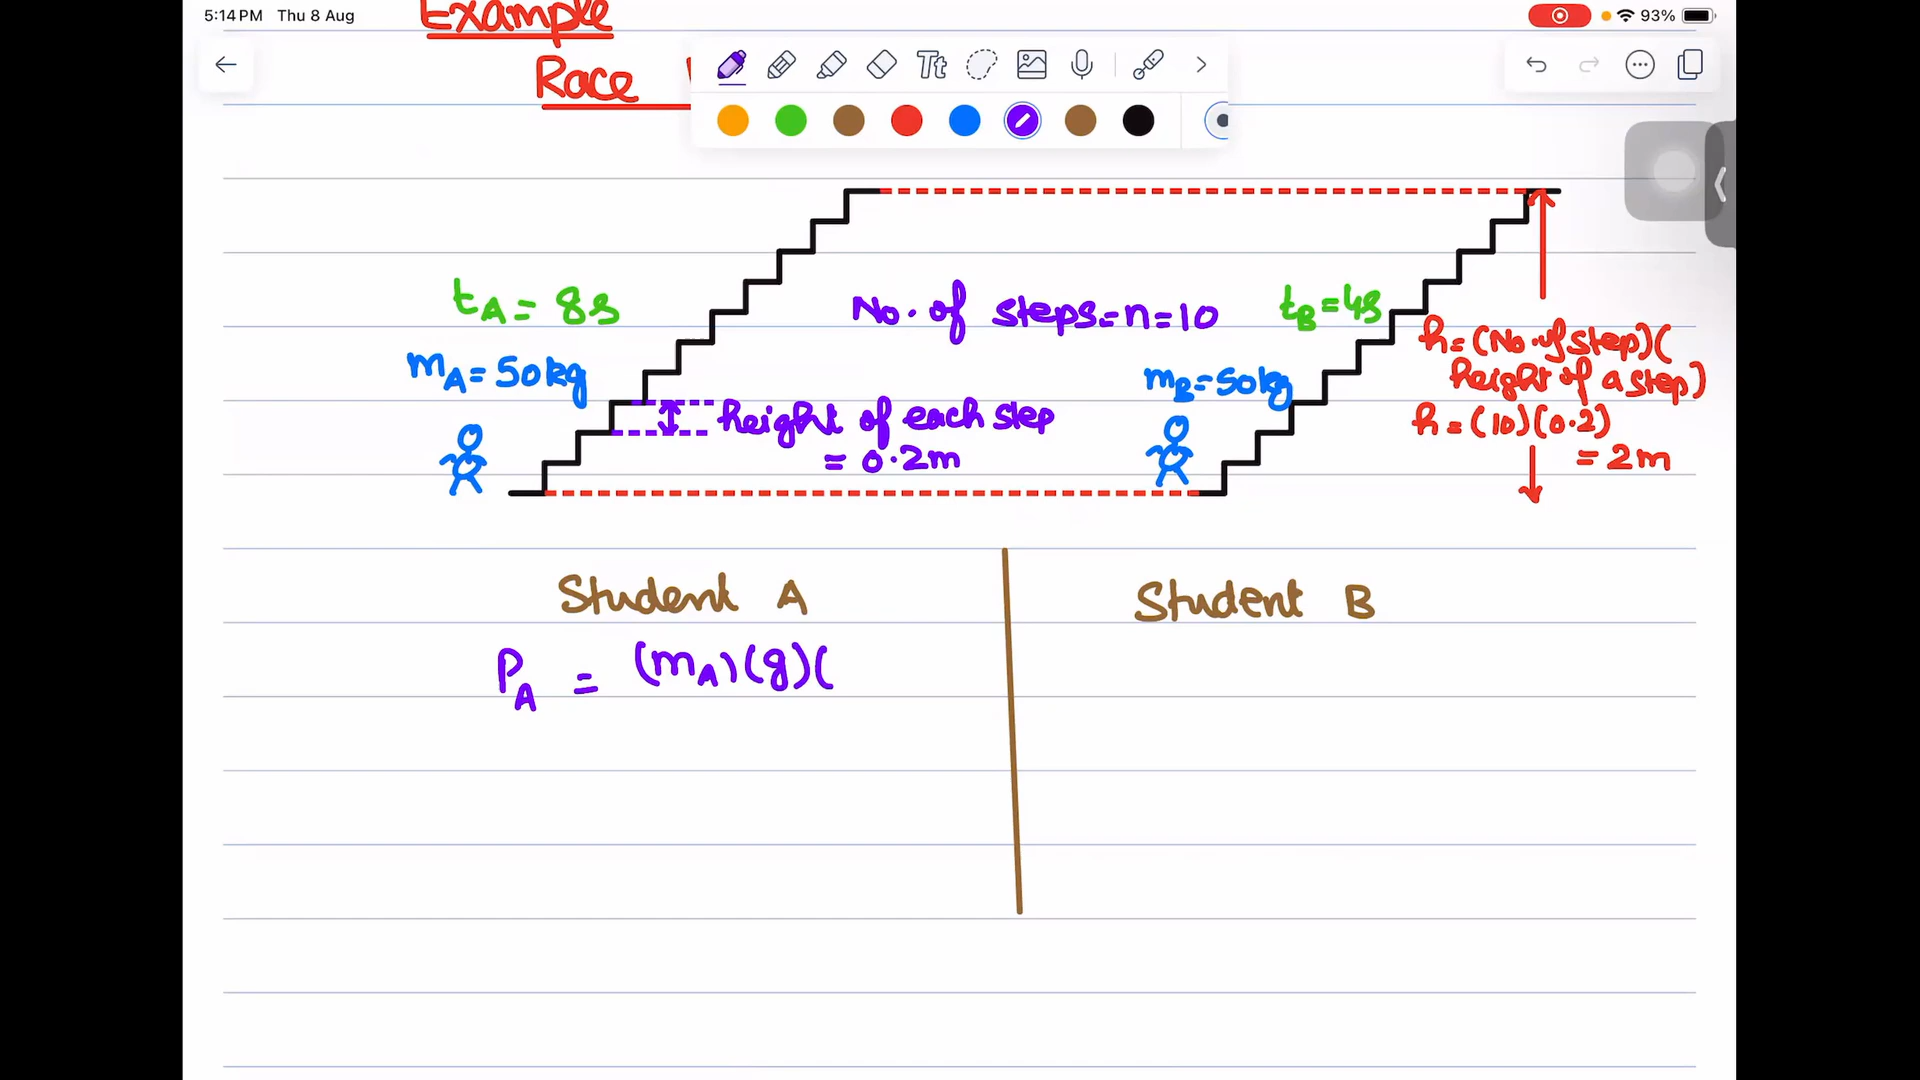 5:14 PM Thu 8 Aug
93%
Example
Race
Tt
tA = 8s
No. of steps = n = 10
tB = 4s
mA = 50kg
mB = 50kg
h = (No. of step)(
height of a step)
height of each step
= 0.2m
h = (10)(0.2)
= 2m
Student A
Student B
PA = (mA)(g)(